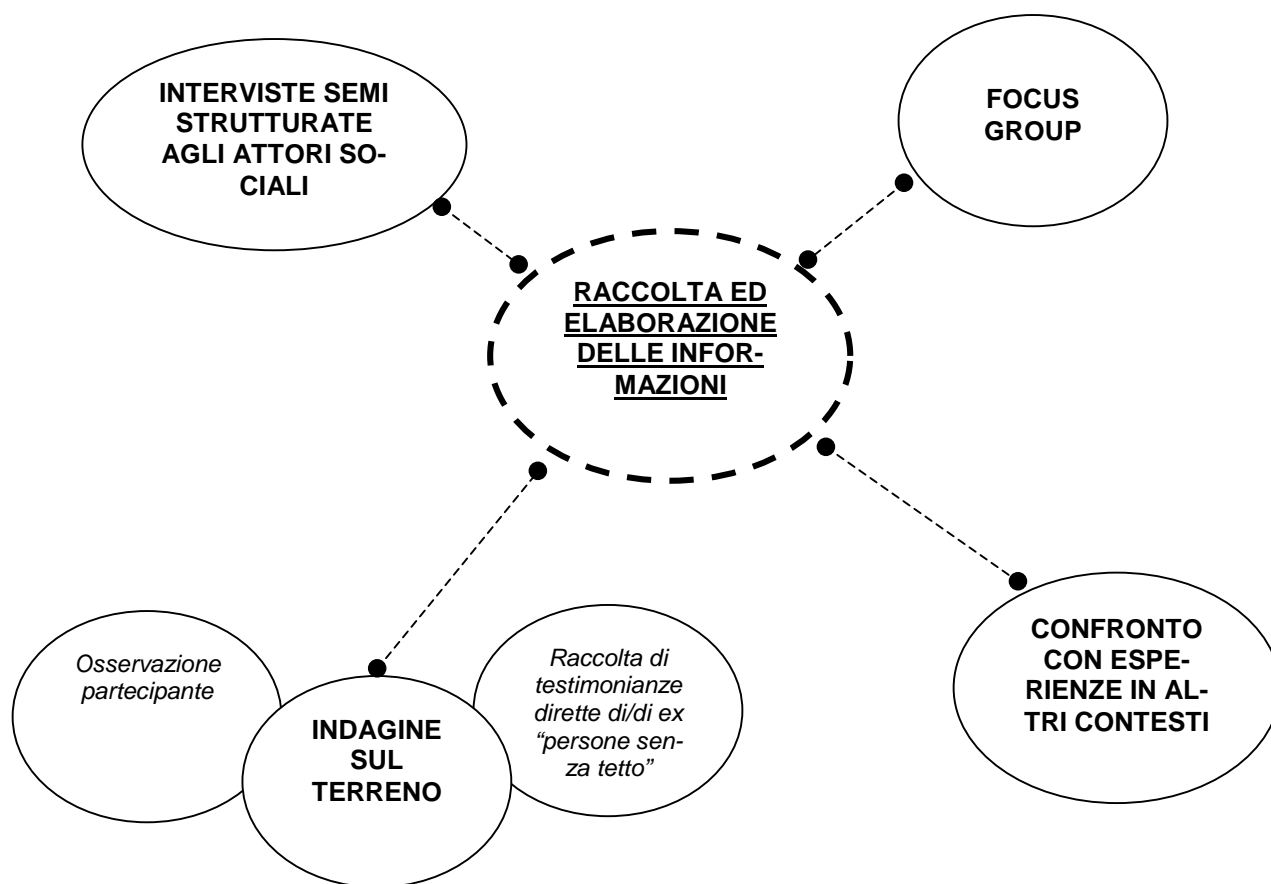 INTERVISTE SEMI
STRUTTURATE
AGLI ATTORI SO-
CIALI
FOCUS
GROUP
RACCOLTA ED
ELABORAZIONE
DELLE INFOR-
MAZIONI
Osservazione
partecipante
INDAGINE
SUL
TERRENO
Raccolta di
testimonianze
dirette di/di ex
“persone sen-
za tetto”
CONFRONTO
CON ESPE-
RIENZE IN AL-
TRI CONTESTI